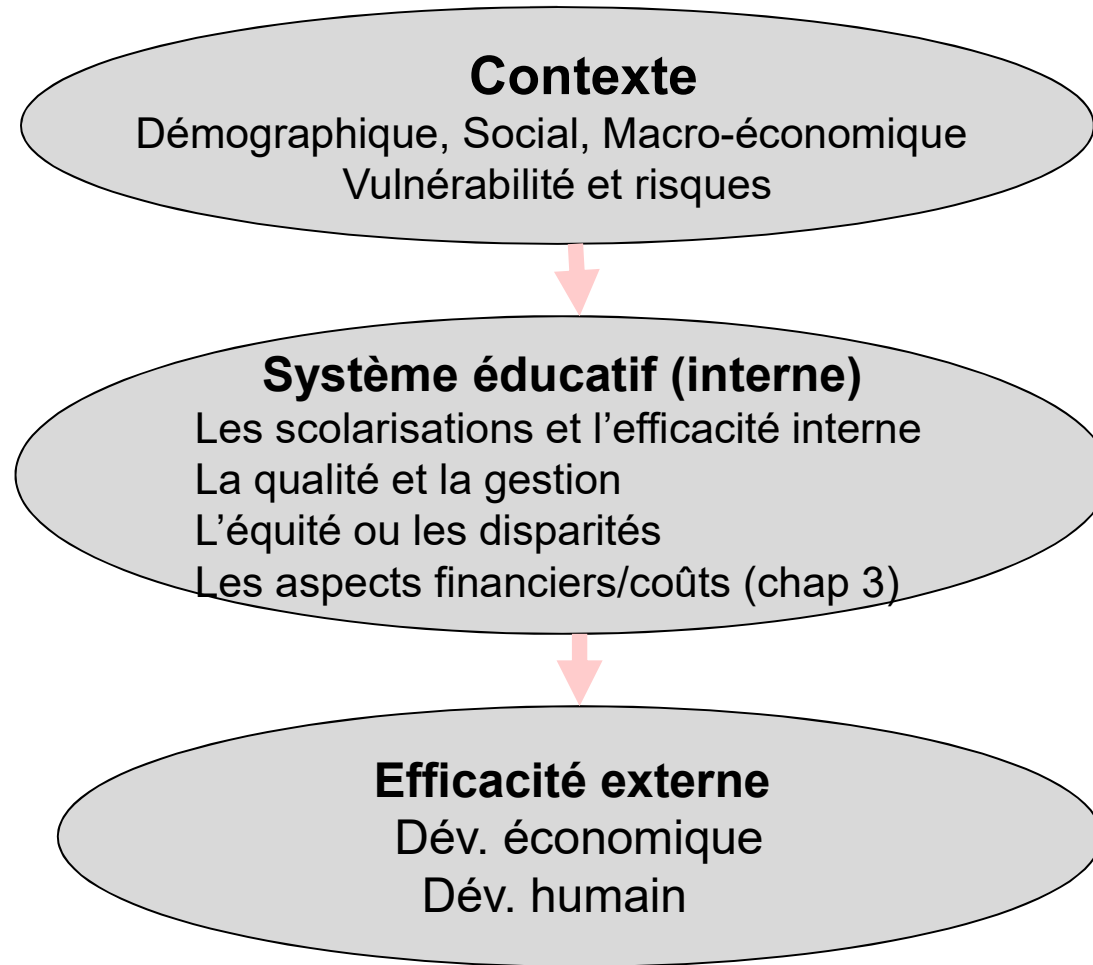 Contexte
Démographique, Social, Macro-économique
Vulnérabilité et risques
Système éducatif (interne)
Les scolarisations et l’efficacité interne
La qualité et la gestion
L’équité ou les disparités
Les aspects financiers/coûts (chap 3)
Efficacité externe
Dév. économique
Dév. humain